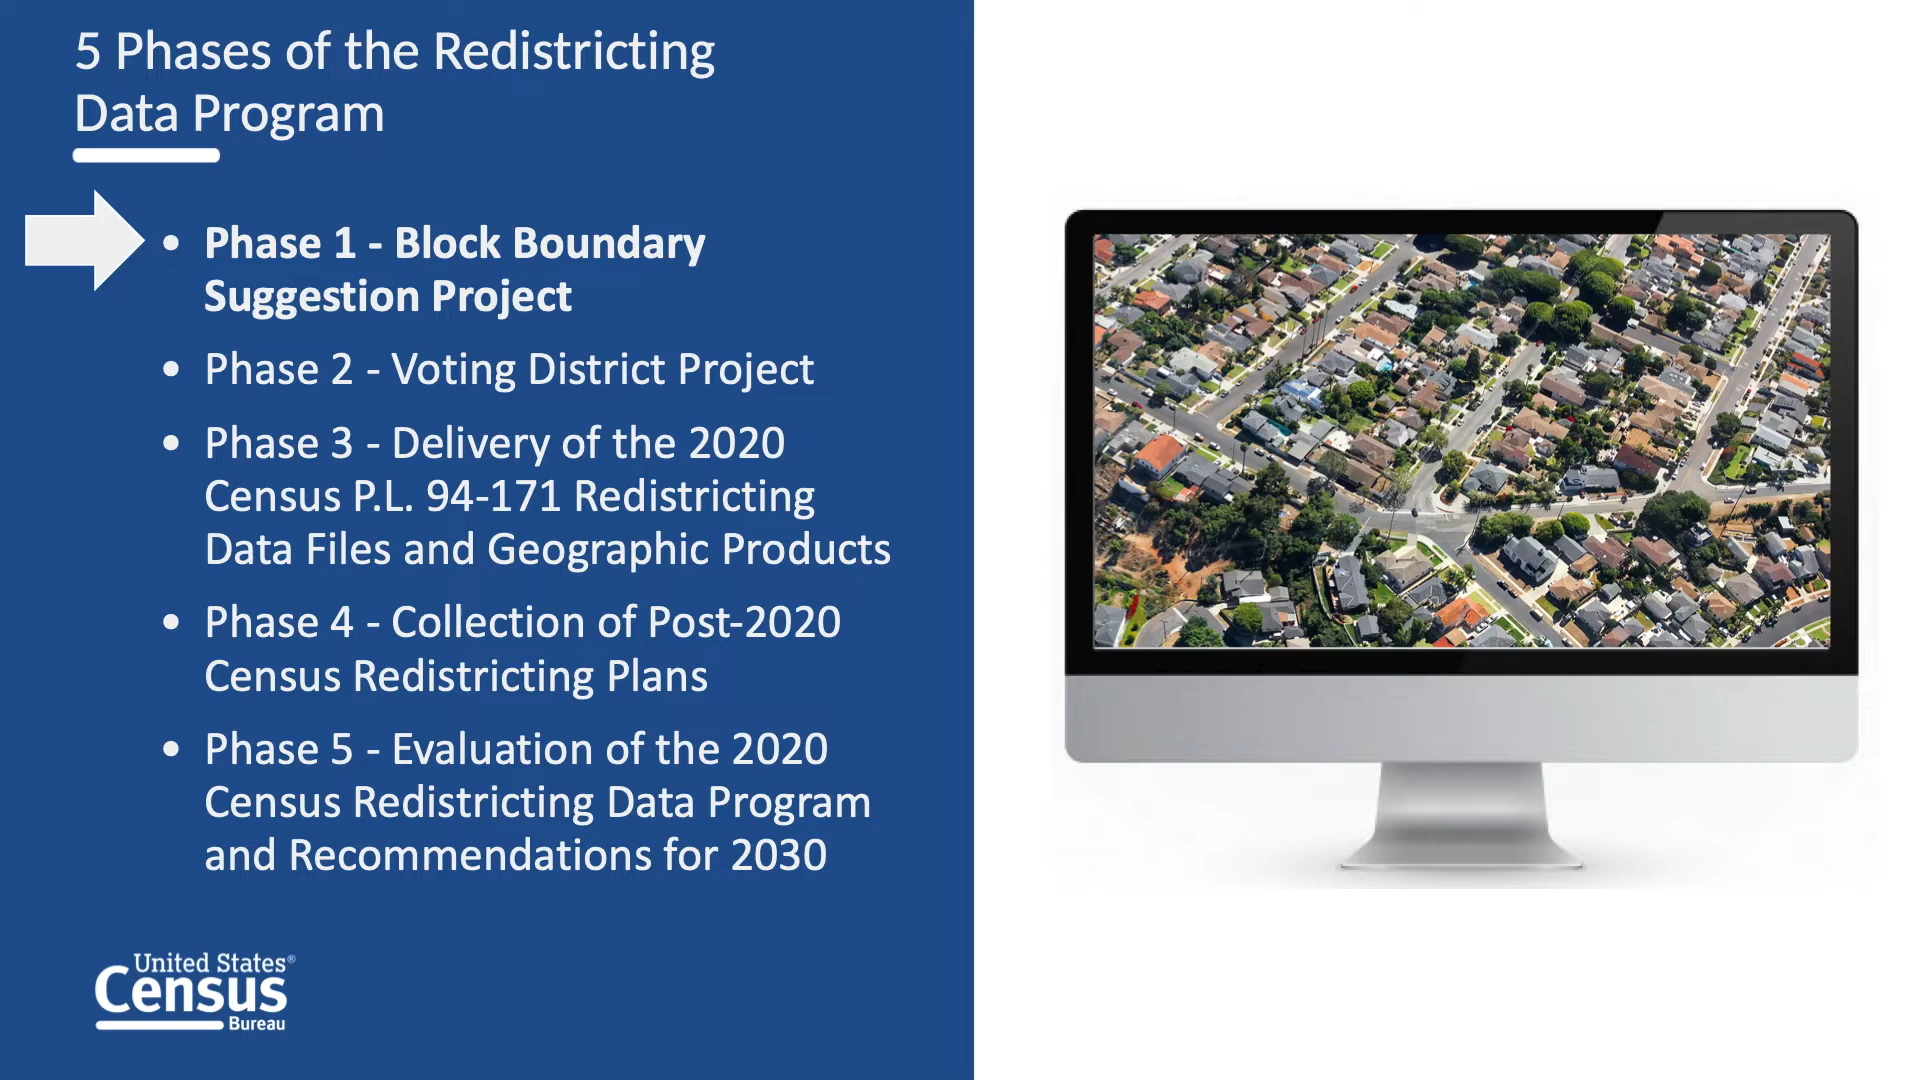 5 Phases of the Redistricting
Data Program
• Phase 1 - Block Boundary
Suggestion Project
• Phase 2 - Voting District Project
• Phase 3 - Delivery of the 2020
Census P.L. 94-171 Redistricting
Data Files and Geographic Products
• Phase 4 - Collection of Post-2020
Census Redistricting Plans
• Phase 5 - Evaluation of the 2020
Census Redistricting Data Program
and Recommendations for 2030
United States®
Census
Bureau